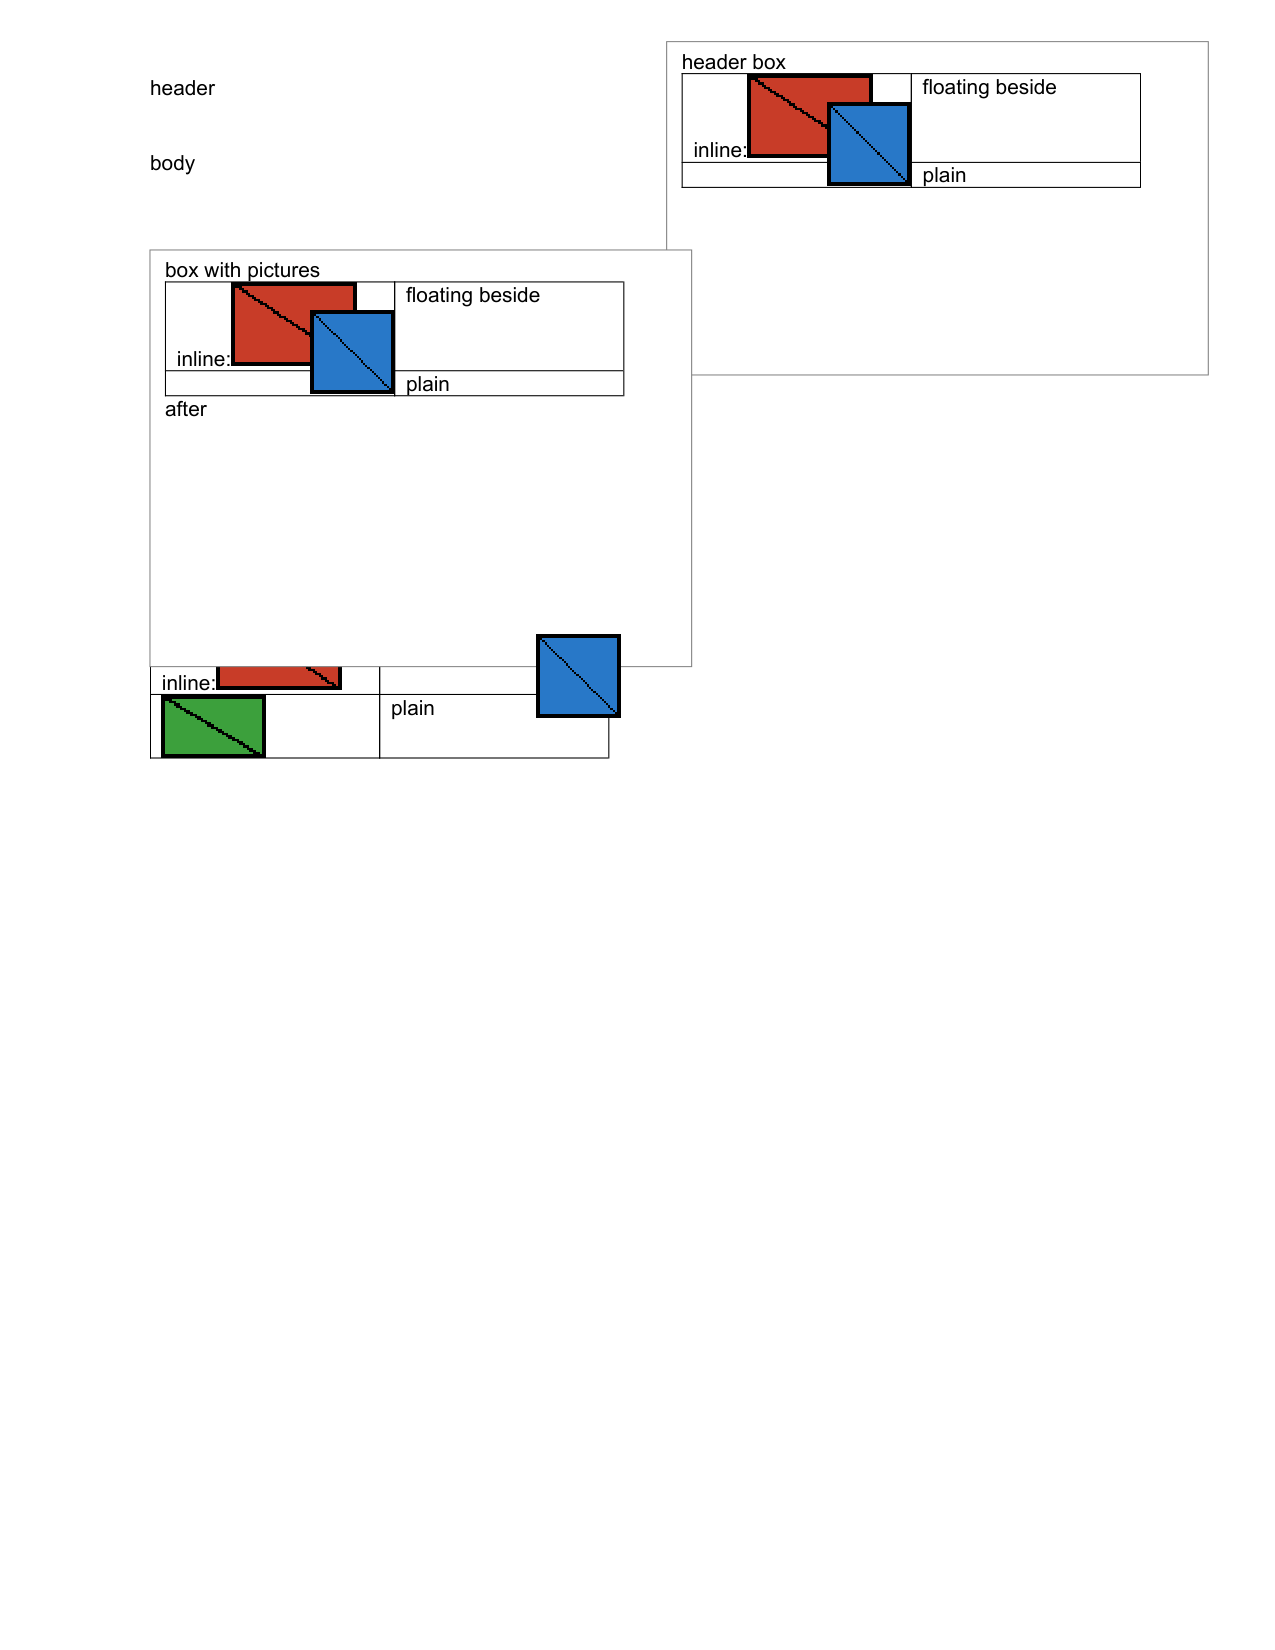 header
header box
floating beside
inline:
plain
body
box with pictures
floating beside
inline:
plain
after
inline:
plain